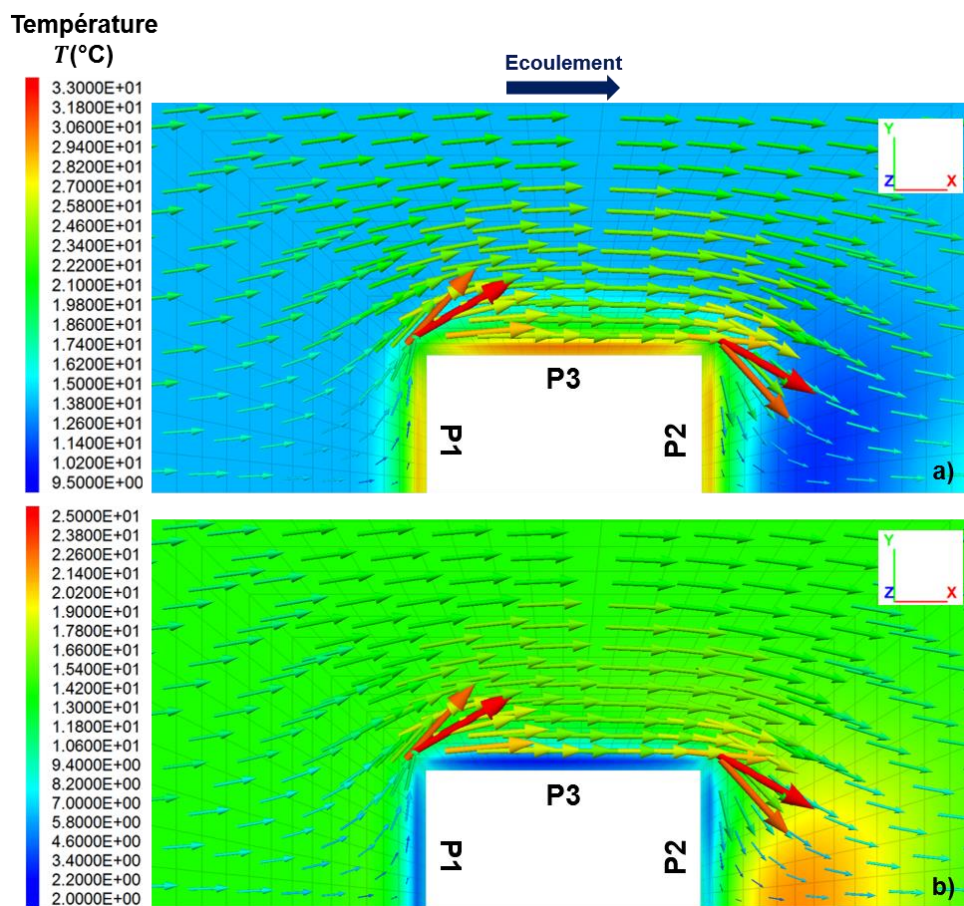 Température
T(°C)
Ecoulement
3.3000E+01
3.1800E+01
3.0600E+01
2.9400E+01
2.8200E+01
2.7000E+01
2.5800E+01
2.4600E+01
2.3400E+01
2.2200E+01
2.1000E+01
1.9800E+01
1.8600E+01
1.7400E+01
1.6200E+01
1.5000E+01
1.3800E+01
1.2600E+01
1.1400E+01
1.0200E+01
9.5000E+00
Y
Z X
P3
P1
P2
a)
2.5000E+01
2.3800E+01
2.2600E+01
2.1400E+01
2.0200E+01
1.9000E+01
1.7800E+01
1.6600E+01
1.5400E+01
1.4200E+01
1.3000E+01
1.1800E+01
1.0600E+01
9.4000E+00
8.2000E+00
7.0000E+00
5.8000E+00
4.6000E+00
3.4000E+00
2.2000E+00
2.0000E+00
Y
Z X
P3
P1
P2
b)